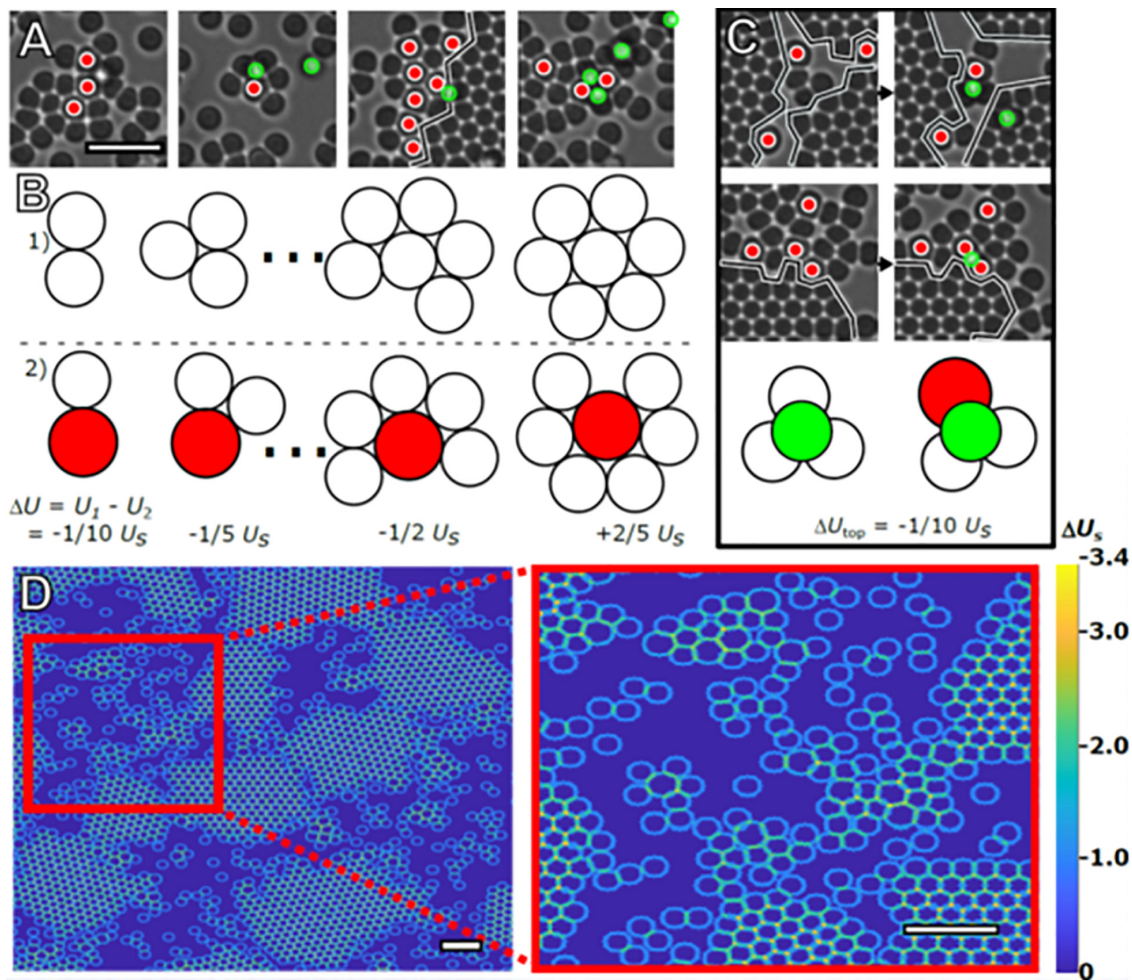 A
C
B
1)
2)
ΔU = U1 - U2
= -1/10 US
-1/5 US
-1/2 US
+2/5 US
ΔUtop = -1/10 US
ΔUs
D
-3.4
-3.0
-2.0
-1.0
0